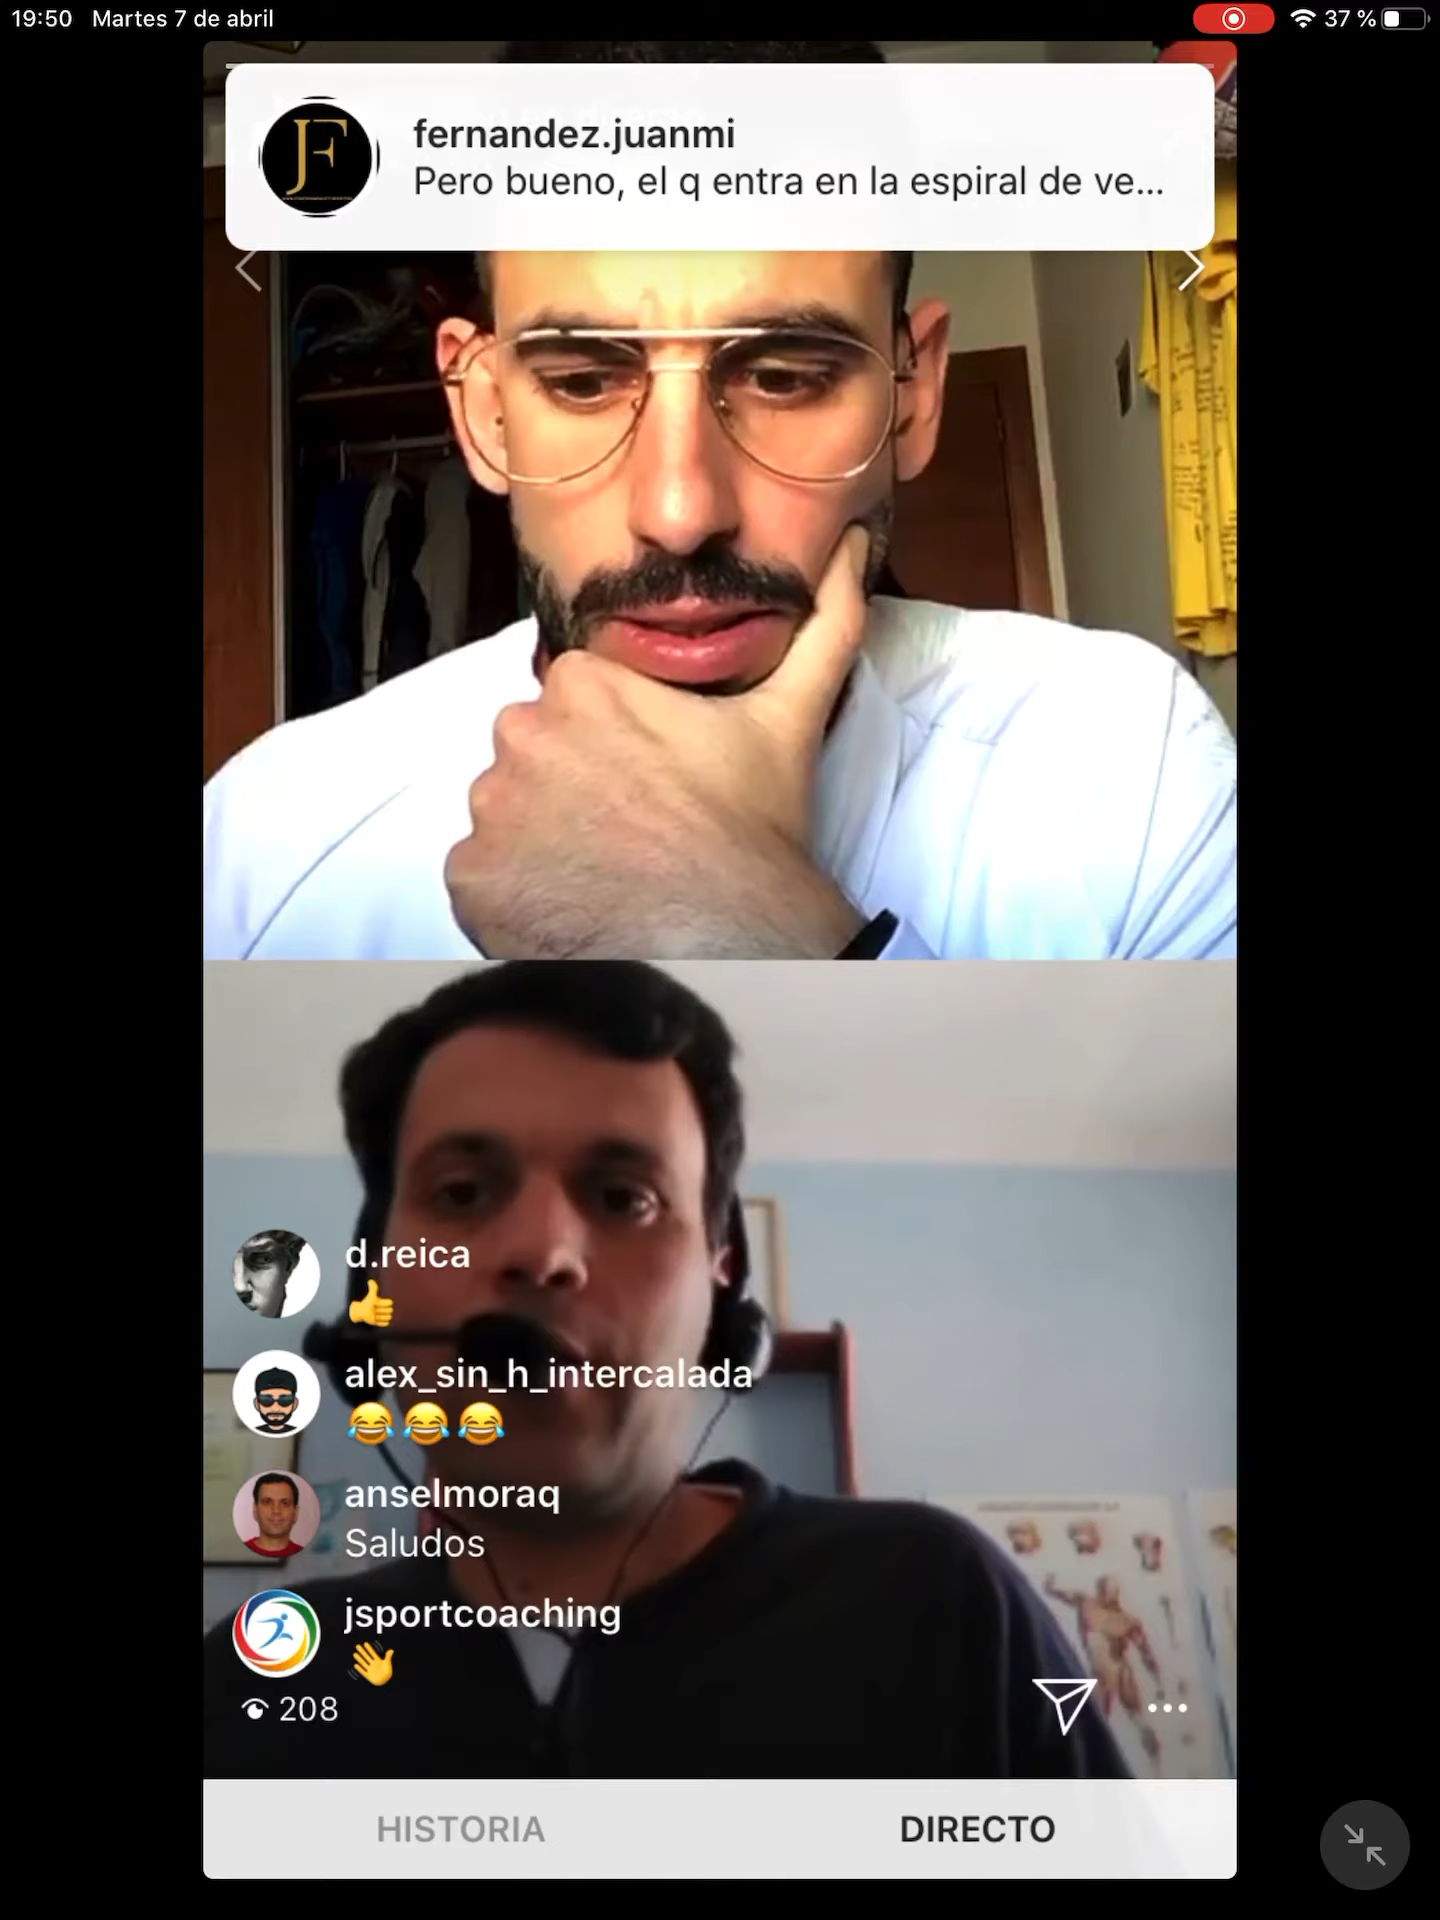 19:50 Martes 7 de abril
37 %
fernandez.juanmi
Pero bueno, el q entra en la espiral de ve...
d.reica
👍
alex_sin_h_intercalada
😂😂😂
anselmoraq
Saludos
jsportcoaching
👋
208
HISTORIA
DIRECTO